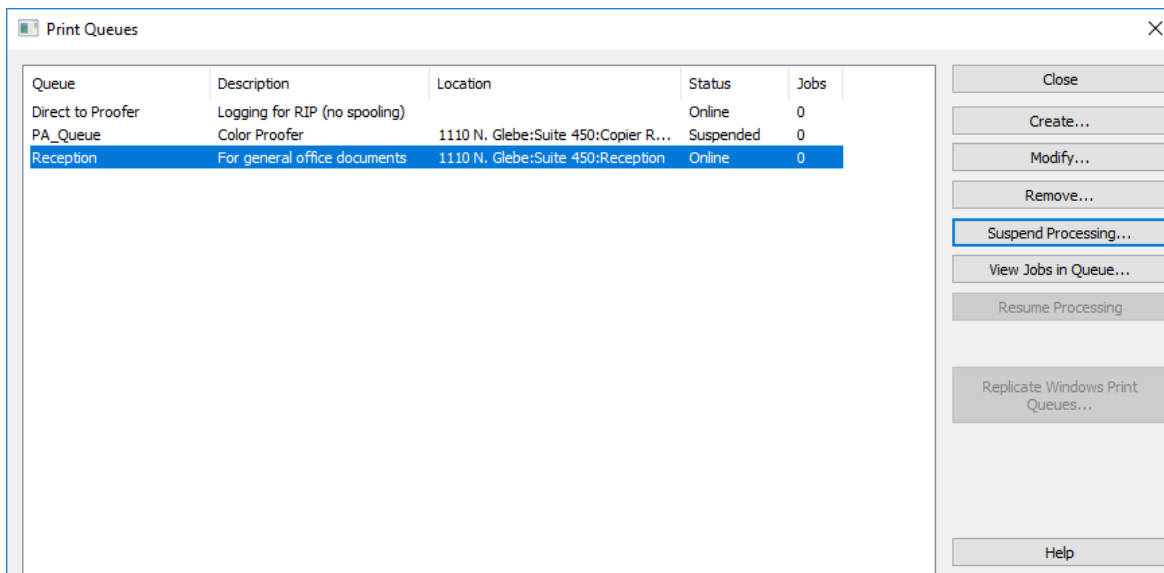 Print Queues
Queue Description Location Status Jobs
Close
Direct to Proofer Logging for RIP (no spooling) Online 0
Create...
PA_Queue Color Proofer 1110 N. Glebe:Suite 450:Copier R... Suspended 0
Reception For general office documents 1110 N. Glebe:Suite 450:Reception Online 0
Modify...
Remove...
Suspend Processing...
View Jobs in Queue...
Resume Processing
Replicate Windows Print
Queues...
Help